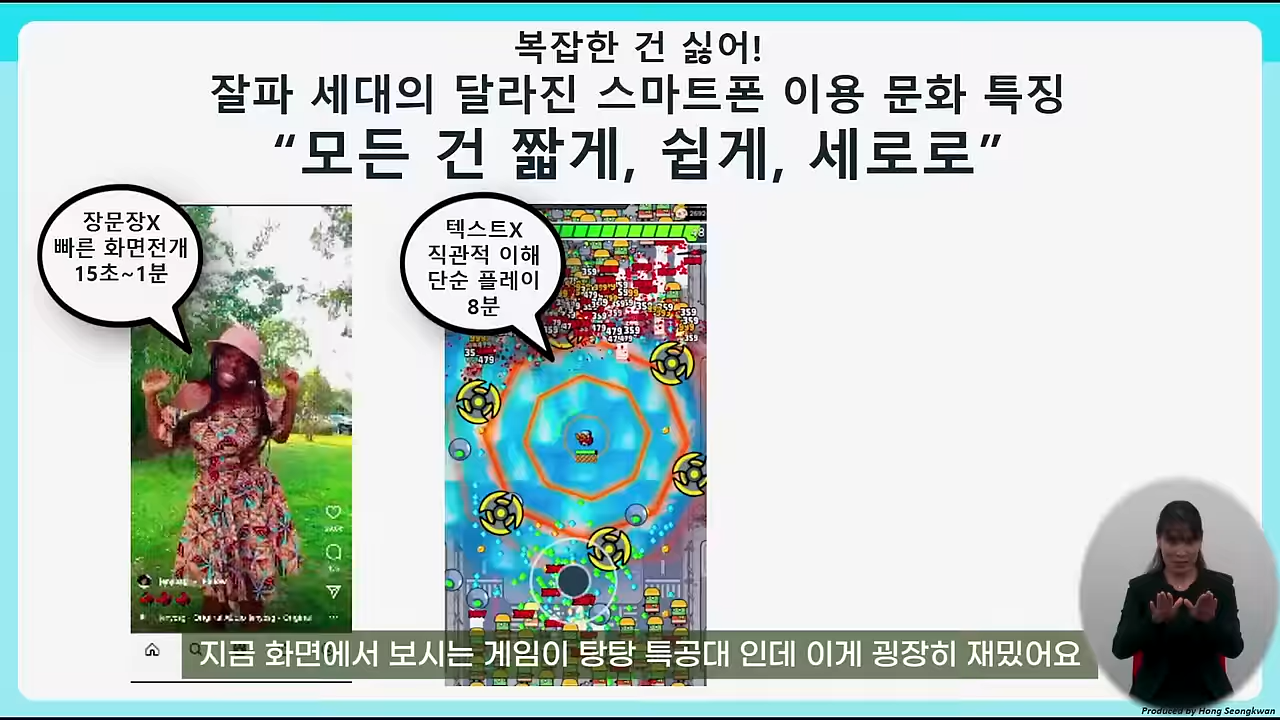 복잡한 건 싫어!
잘파 세대의 달라진 스마트폰 이용 문화 특징
“모든 건 짧게, 쉽게, 세로로”
장문장X
빠른 화면전개
15초~1분
텍스트X
직관적 이해
단순 플레이
8분
지금 화면에서 보시는 게임이 탕탕 특공대 인데 이게 굉장히 재밌어요
Produced by Hong Seongkwan